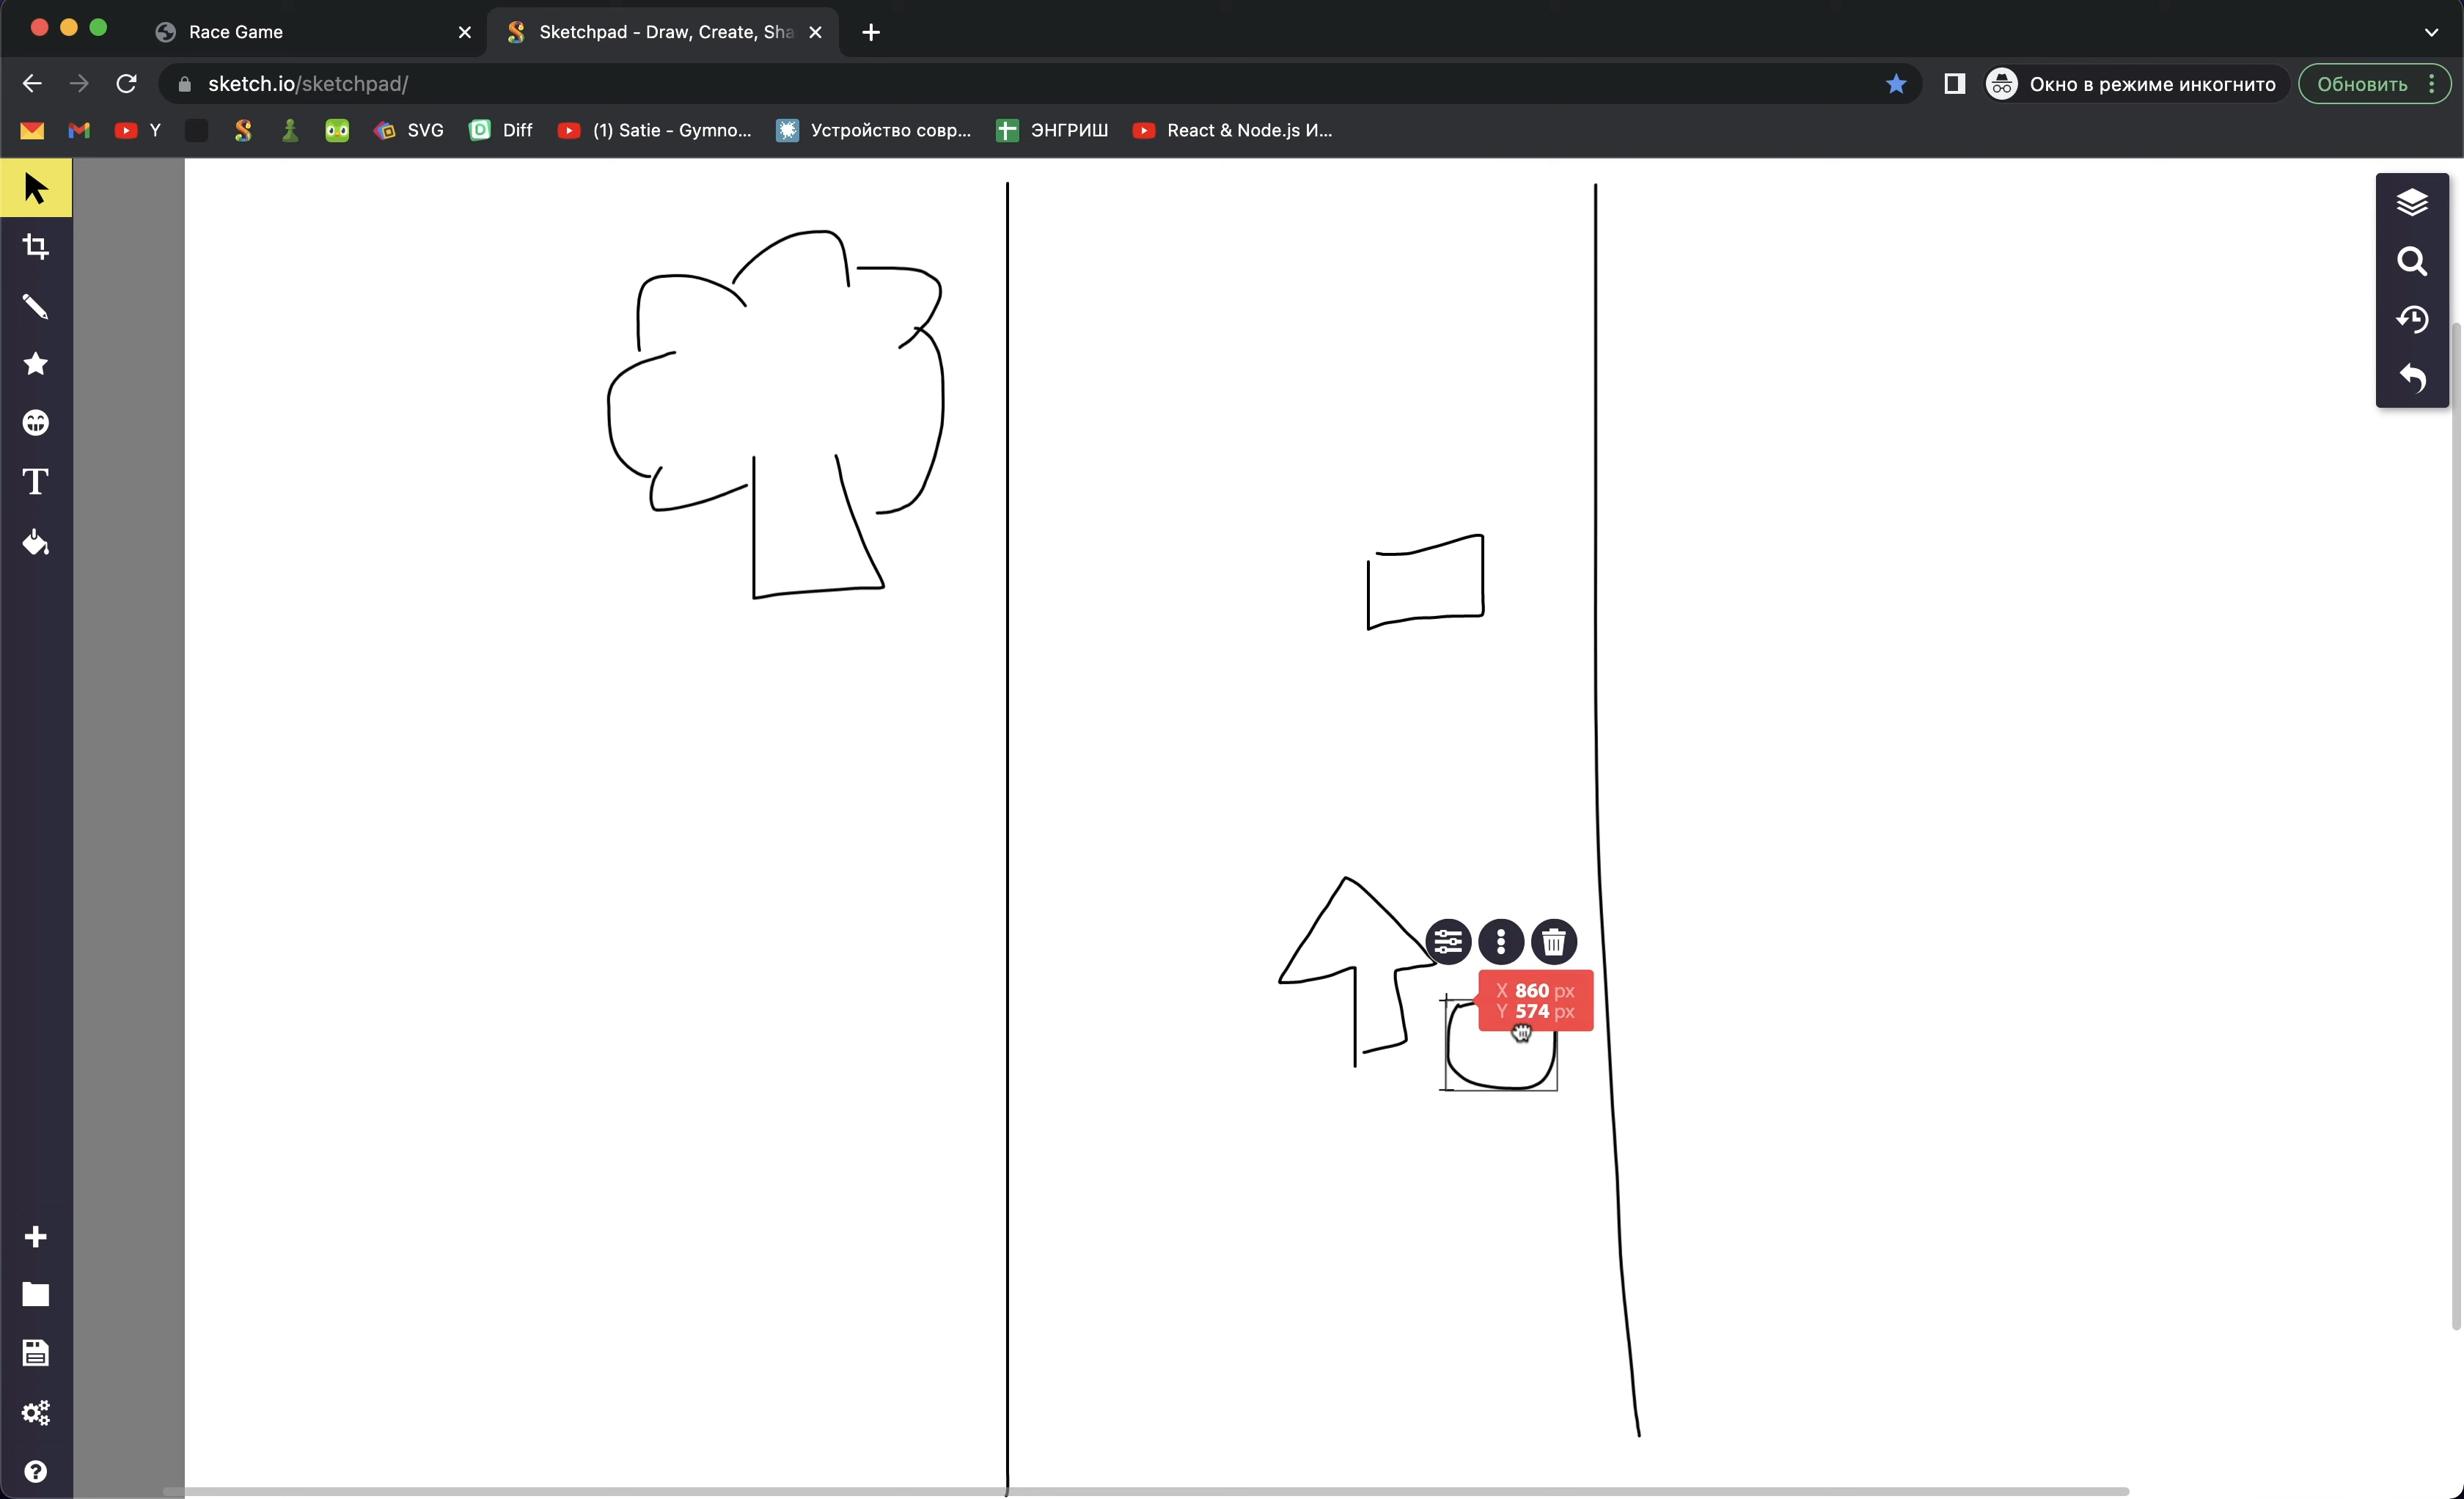 Race Game
Sketchpad - Draw, Create, Sha
sketch.io/sketchpad/
Окно в режиме инкогнито
Обновить
Y
SVG
Diff
(1) Satie - Gymno...
Устройство совр...
ЭНГРИШ
React & Node.js И...
T
X 860 px
Y 574 px